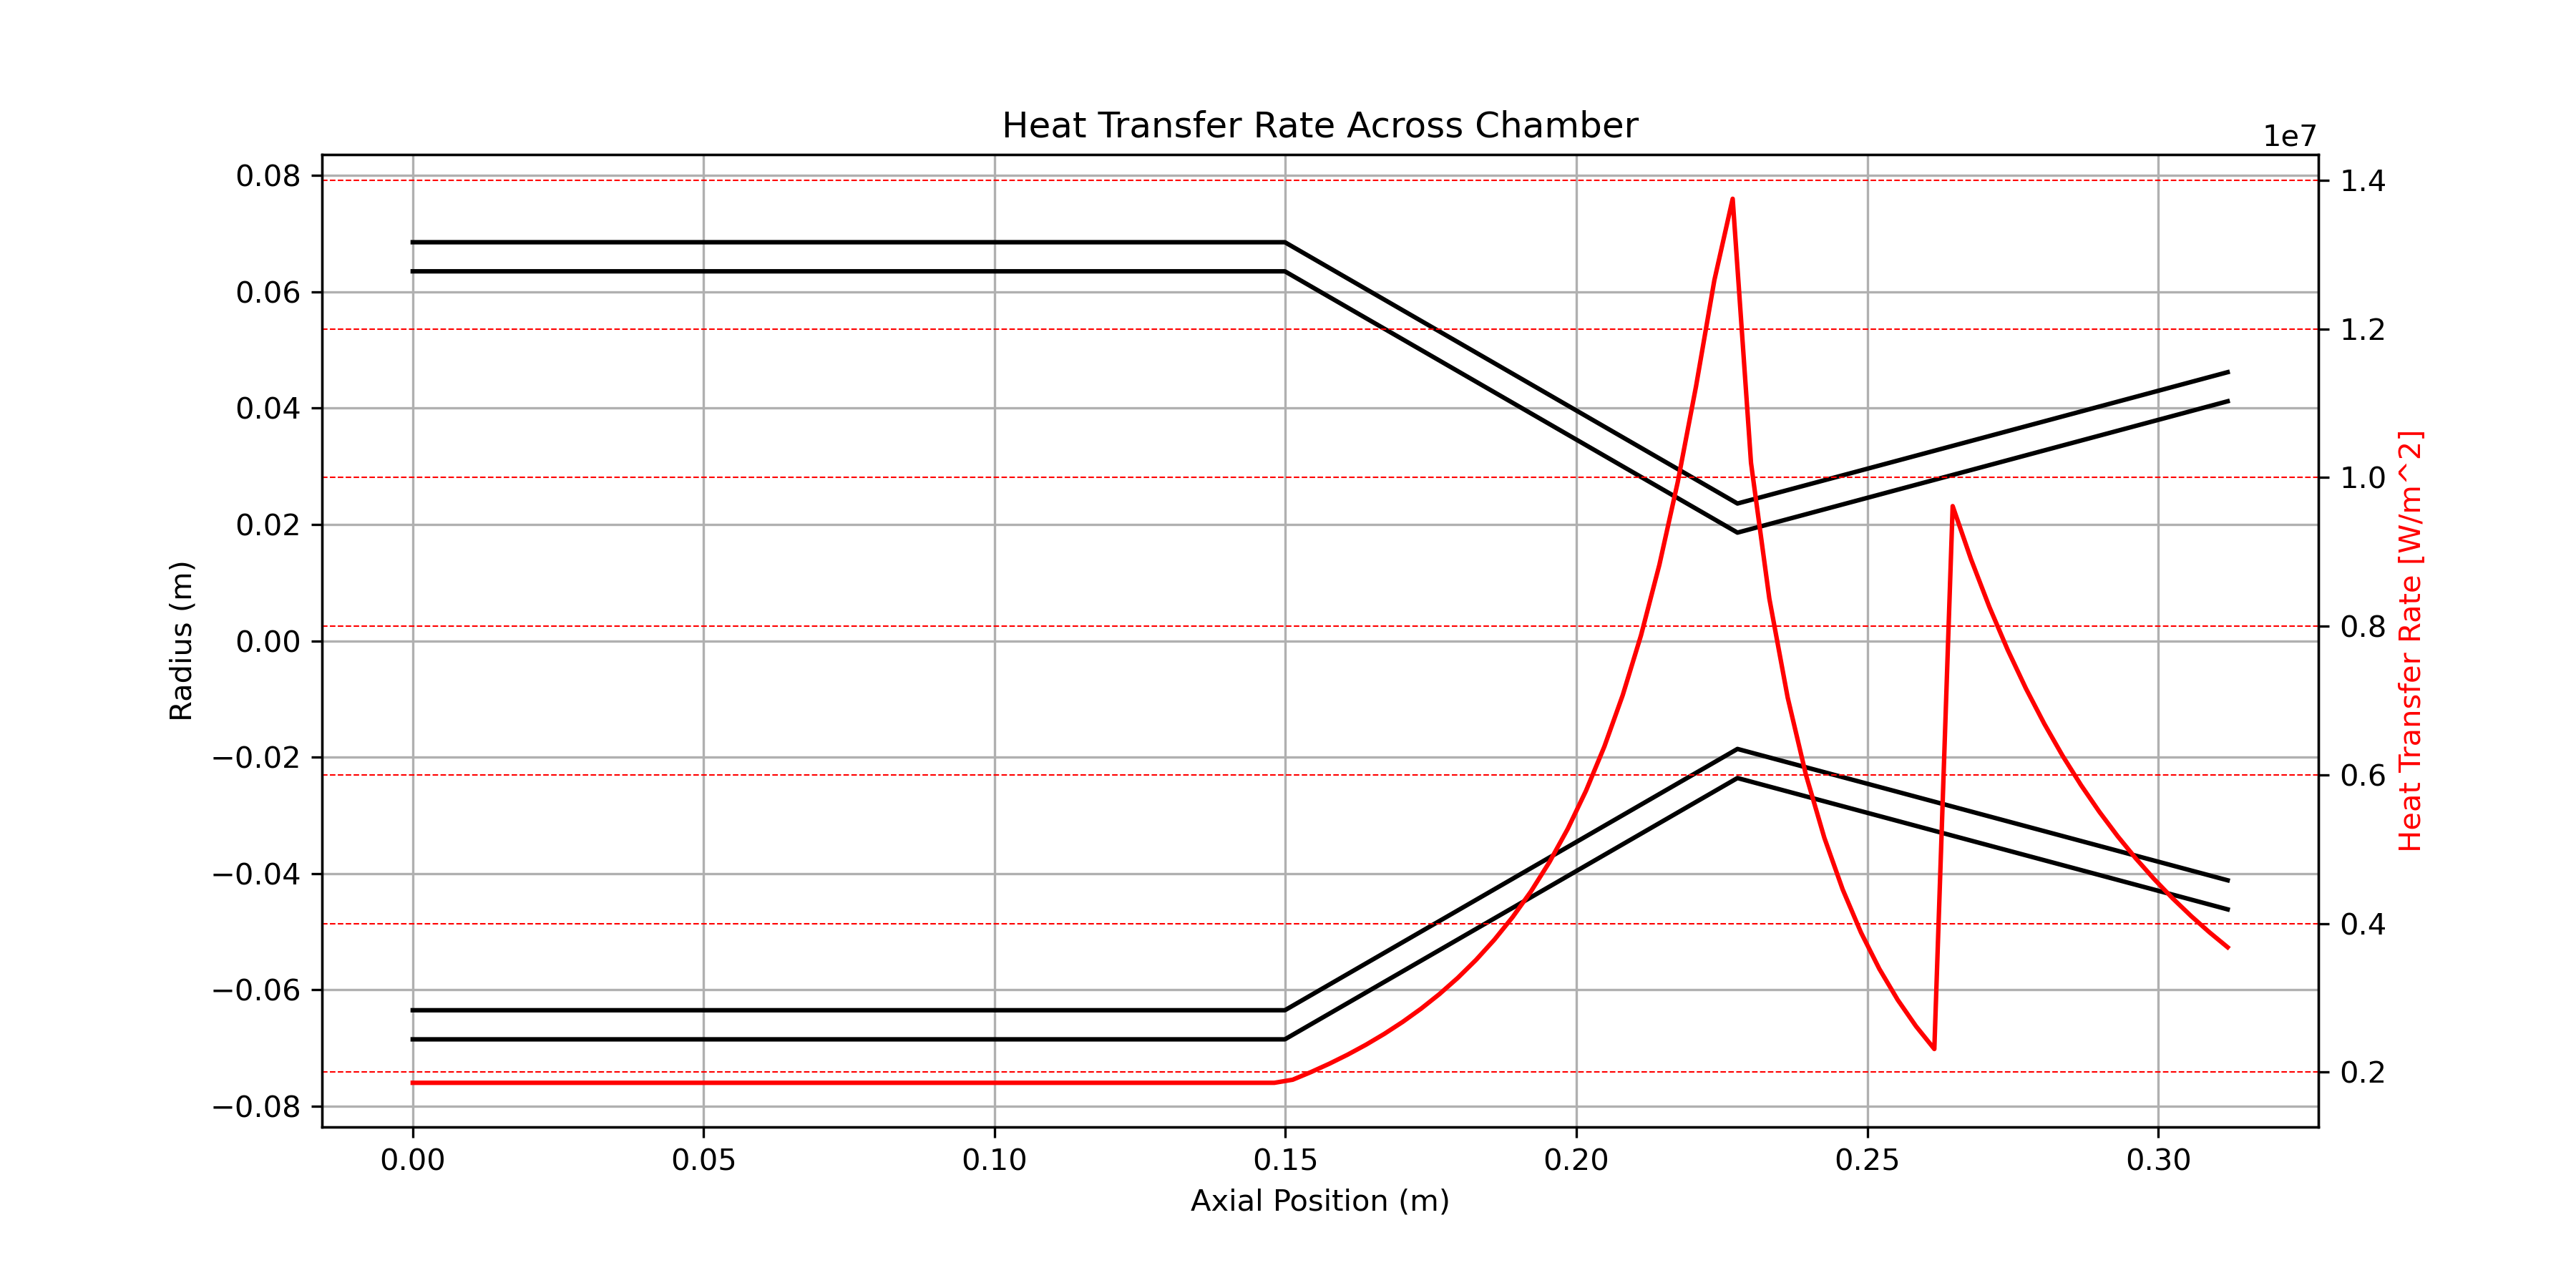 Heat Transfer Rate Across Chamber
1e7
0.08
0.06
0.04
0.02
0.00
−0.02
−0.04
−0.06
−0.08
Radius (m)
1.4
1.2
1.0
0.8
0.6
0.4
0.2
Heat Transfer Rate [W/m^2]
0.00 0.05 0.10 0.15 0.20 0.25 0.30
Axial Position (m)